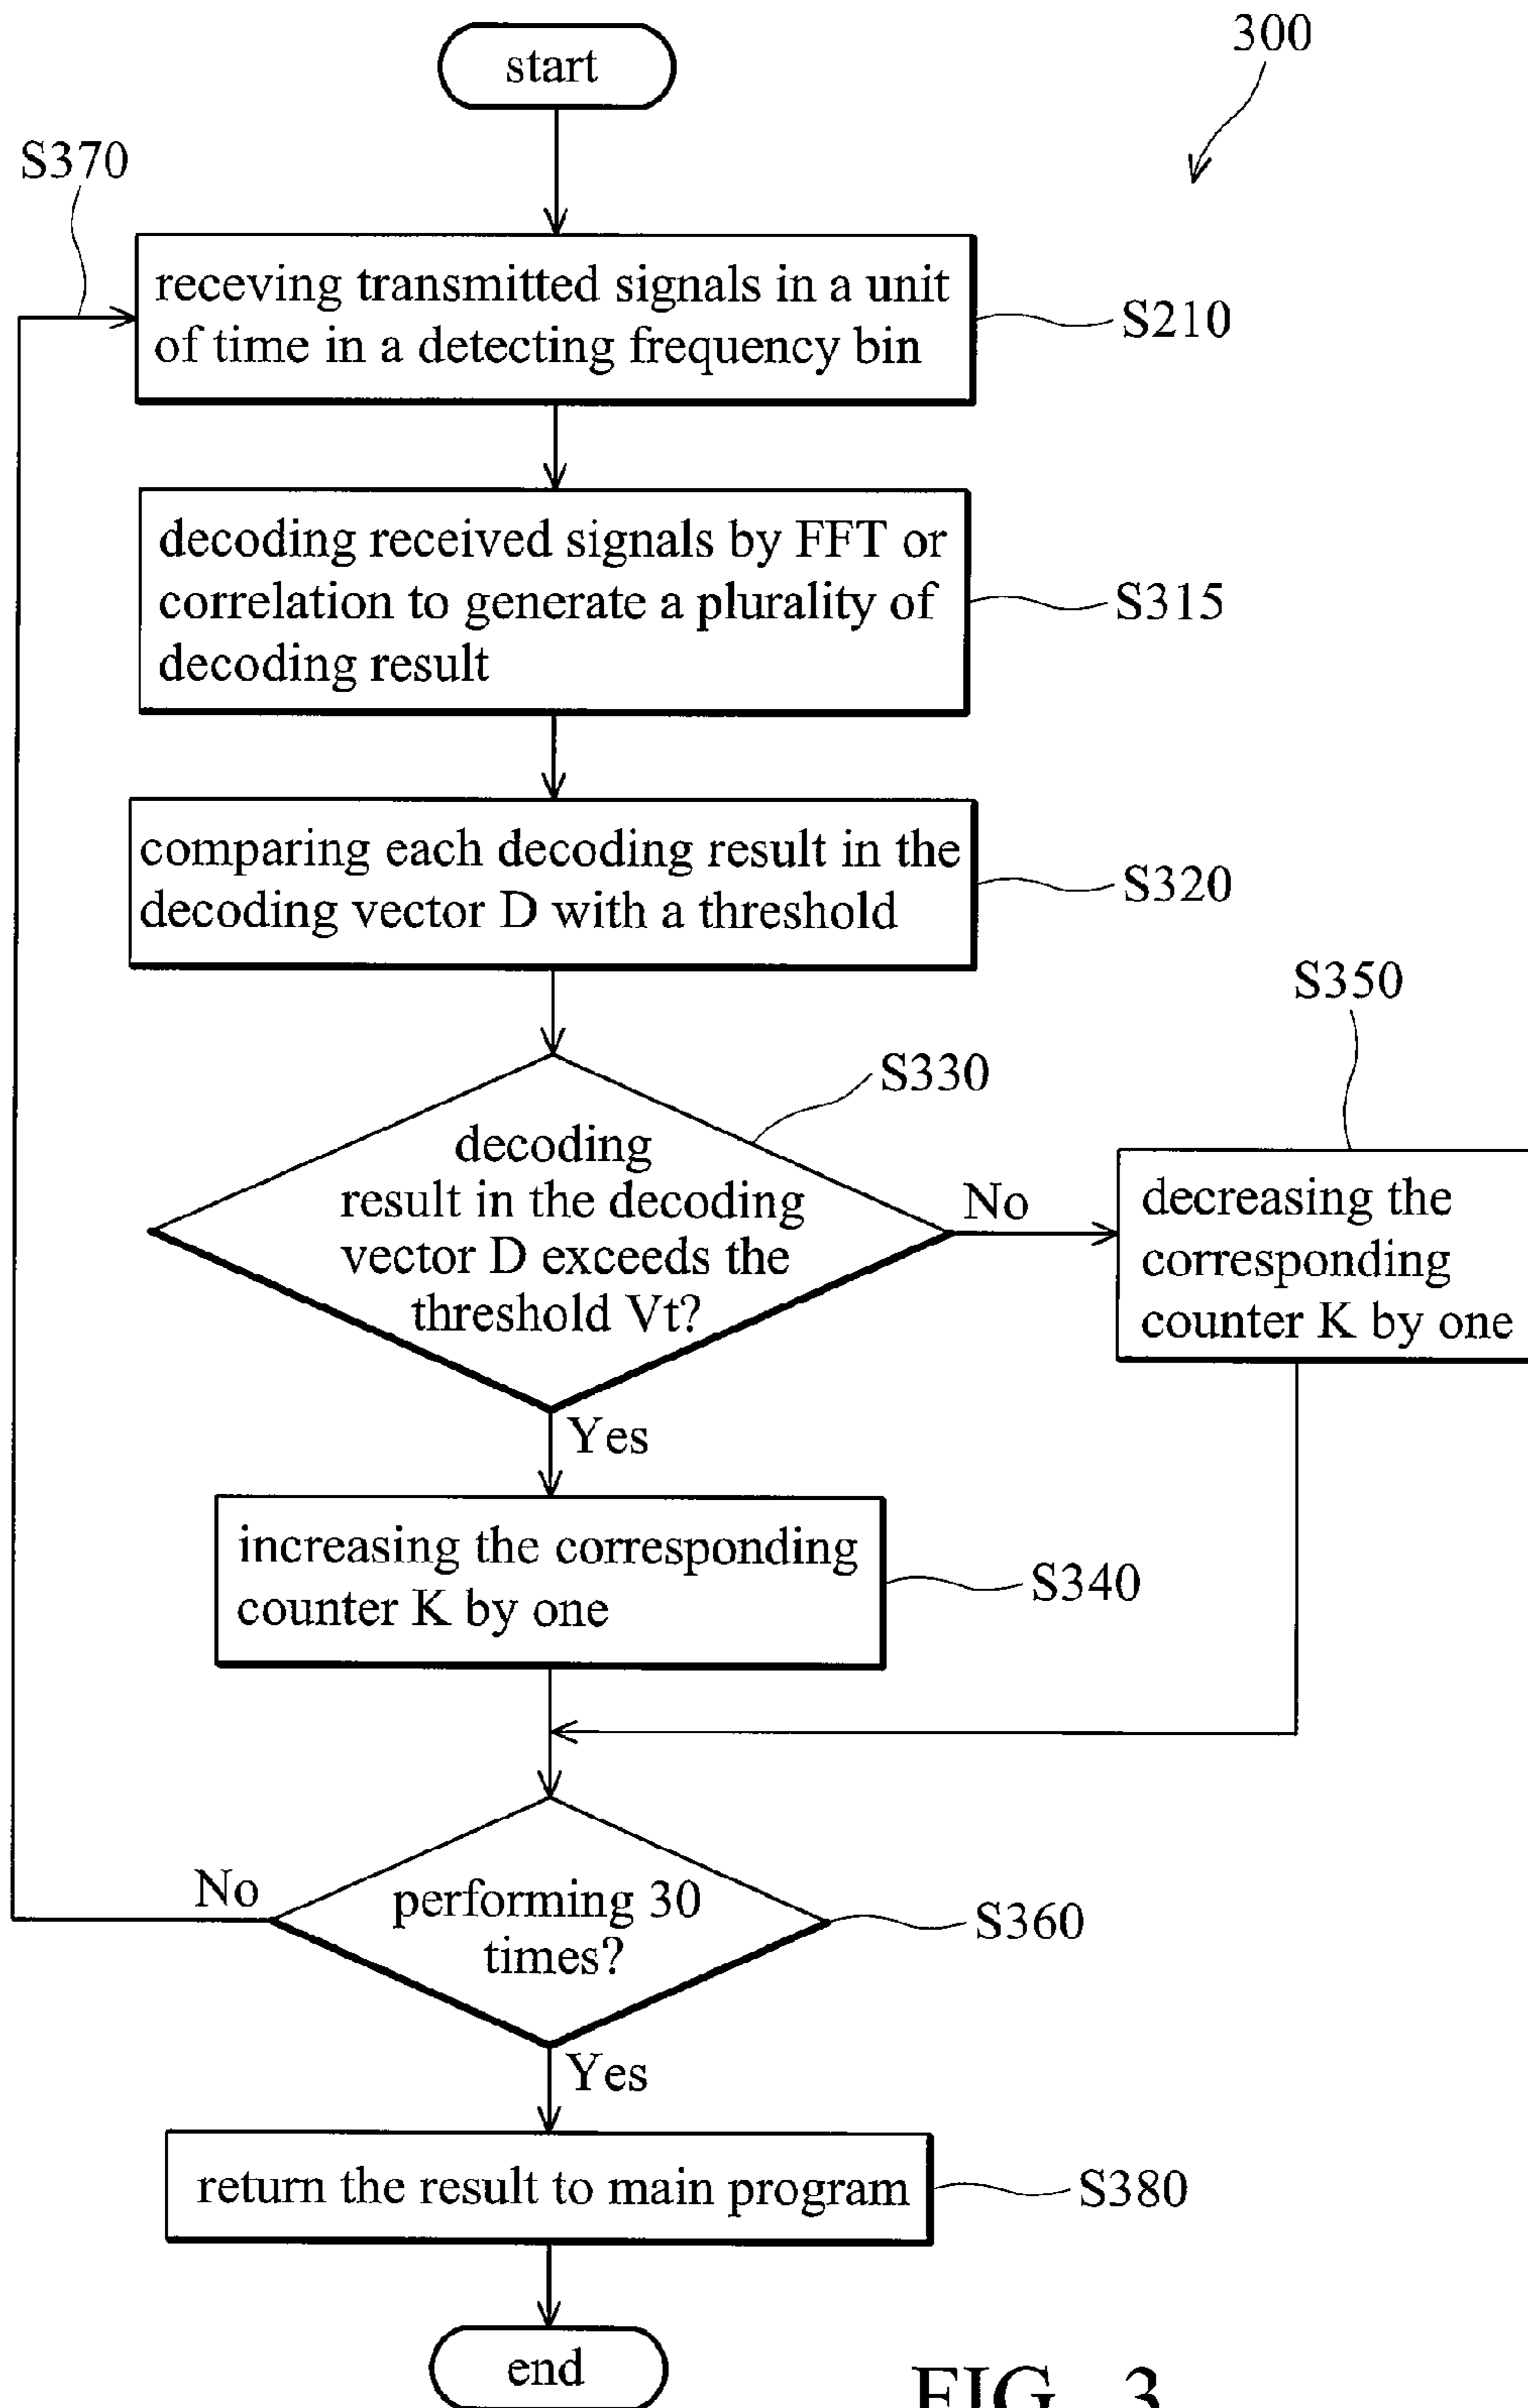 start
300
S370
receving transmitted signals in a unit
of time in a detecting frequency bin
S210
decoding received signals by FFT or
correlation to generate a plurality of
decoding result
S315
comparing each decoding result in the
decoding vector D with a threshold
S320
S350
S330
decoding
result in the decoding
vector D exceeds the
threshold Vt?
No
decreasing the
corresponding
counter K by one
Yes
increasing the corresponding
counter K by one
S340
No
performing 30
times?
S360
Yes
return the result to main program
S380
end
FIG. 3